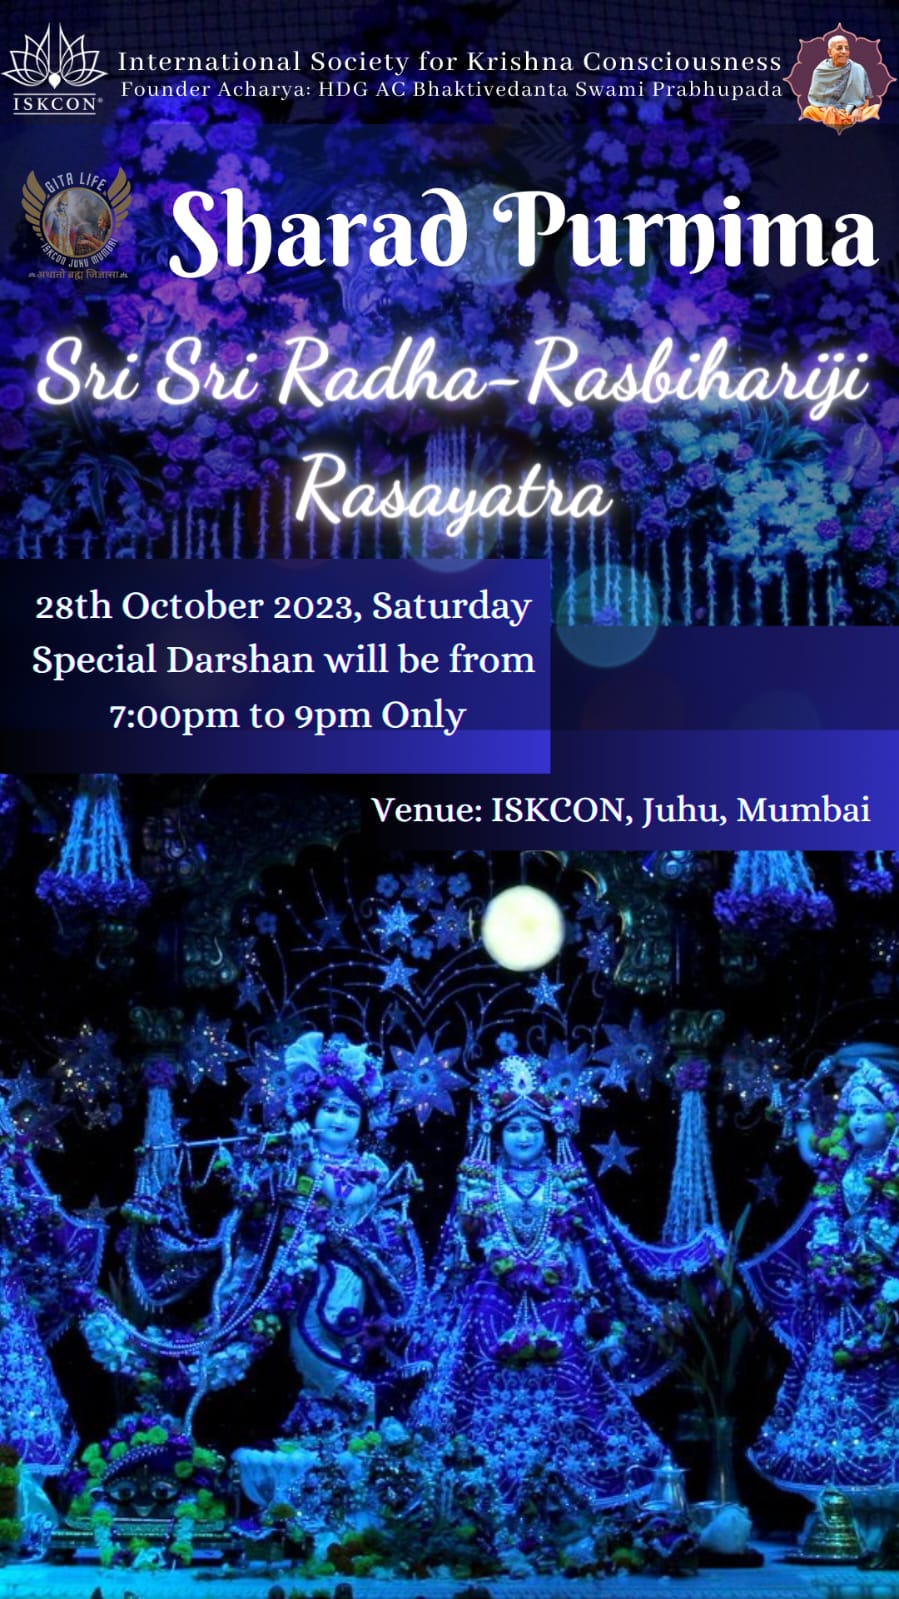 ISKCON®
International Society for Krishna Consciousness
Founder Acharya: HDG AC Bhaktivedanta Swami Prabhupada
GITA LIFE
ISKCON JUHU MUMBAI
अथातो ब्रह्म जिज्ञासा
Sharad Purnima
Sri Sri Radha-Rasbihariji
Rasayatra
28th October 2023, Saturday
Special Darshan will be from
7:00pm to 9pm Only
Venue: ISKCON, Juhu, Mumbai